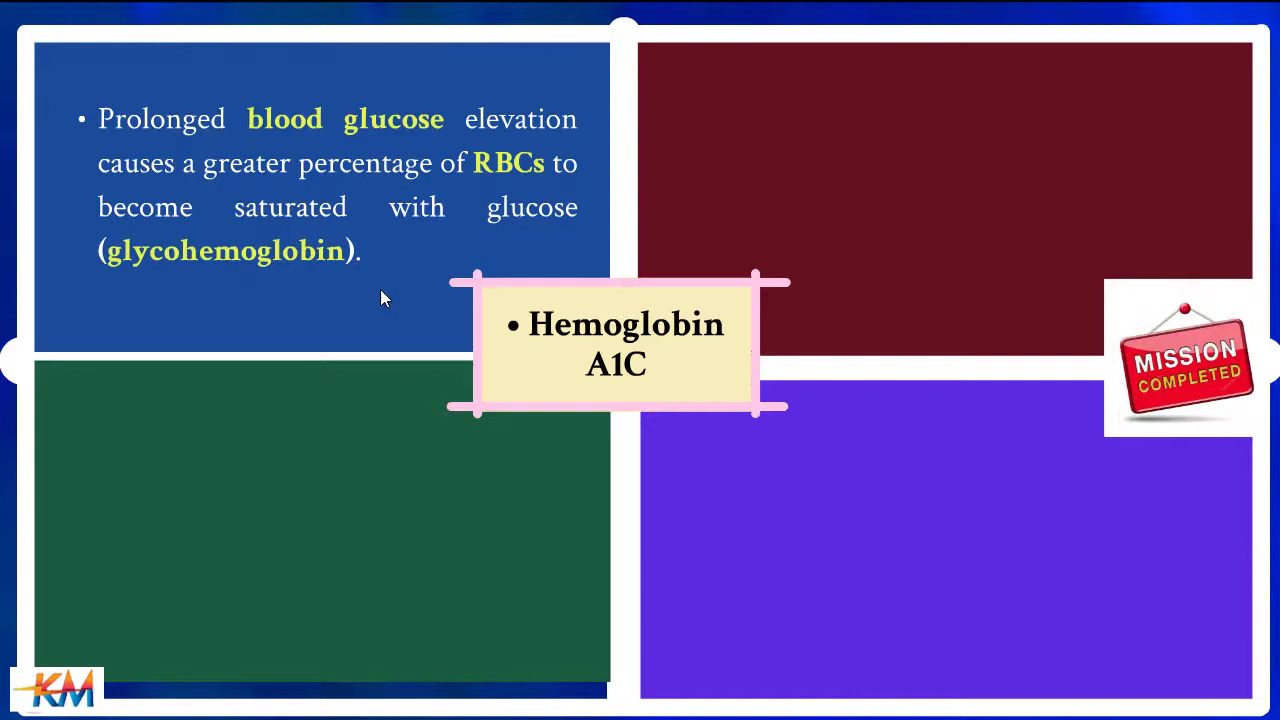 • Prolonged blood glucose elevation
causes a greater percentage of RBCs to
become saturated with glucose
(glycohemoglobin).
• Hemoglobin
A1C
MISSION
COMPLETED
KM